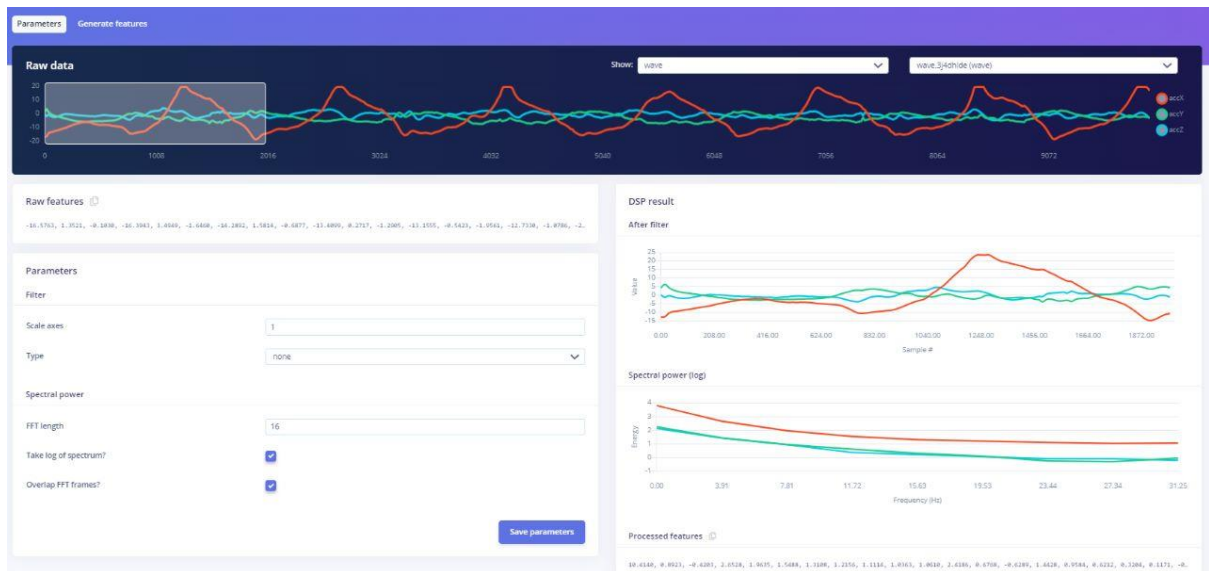 Parameters Generate features
Raw data Show: wave wave.3j4dhjde (wave)
20
10
0
-10
-20
accX
accY
accZ
0 1008 2016 3024 4032 5040 6048 7056 8064 9072
Raw features
-16.5763, 1.3521,
Parameters
Filter
Scale axes 1
Type none
Spectral power
FFT length 16
Take log of spectrum?
Overlap FFT frames?
Save parameters
DSP result
After filter
25
20
15
10
5
0
-5
-10
-15
Value
0.00 208.00 416.00 624.00 832.00 1040.00 1248.00 1456.00 1664.00 1872.00
Sample #
Spectral power (log)
4
3
2
1
0
-1
Energy
0.00 3.91 7.81 11.72 15.63 19.53 23.44 27.34 31.25
Frequency (Hz)
Processed features